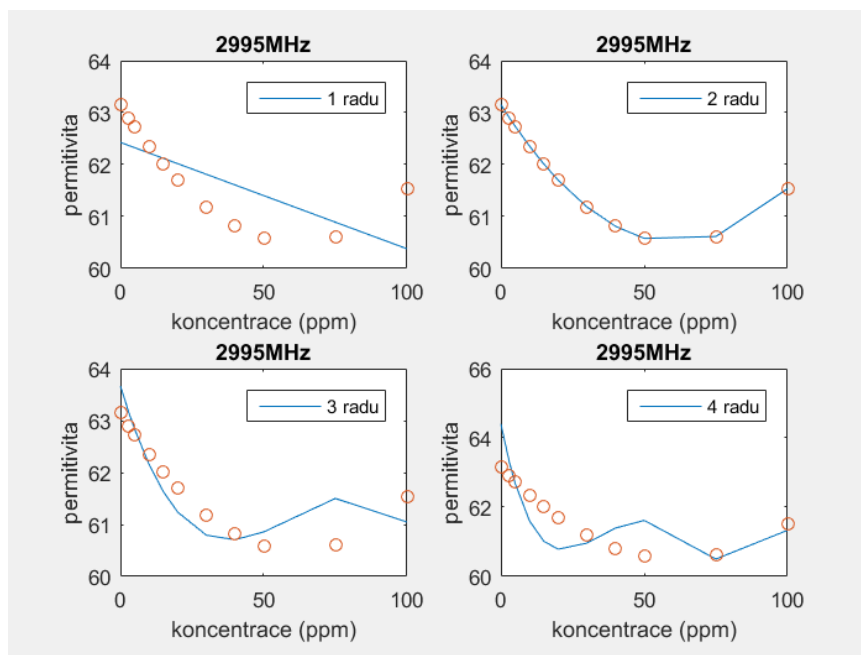 2995MHz
64
63
62
61
60
permitivita
1 radu
0
50
100
koncentrace (ppm)
2995MHz
64
63
62
61
60
permitivita
2 radu
0
50
100
koncentrace (ppm)
2995MHz
64
63
62
61
60
permitivita
3 radu
0
50
100
koncentrace (ppm)
2995MHz
66
64
62
60
permitivita
4 radu
0
50
100
koncentrace (ppm)